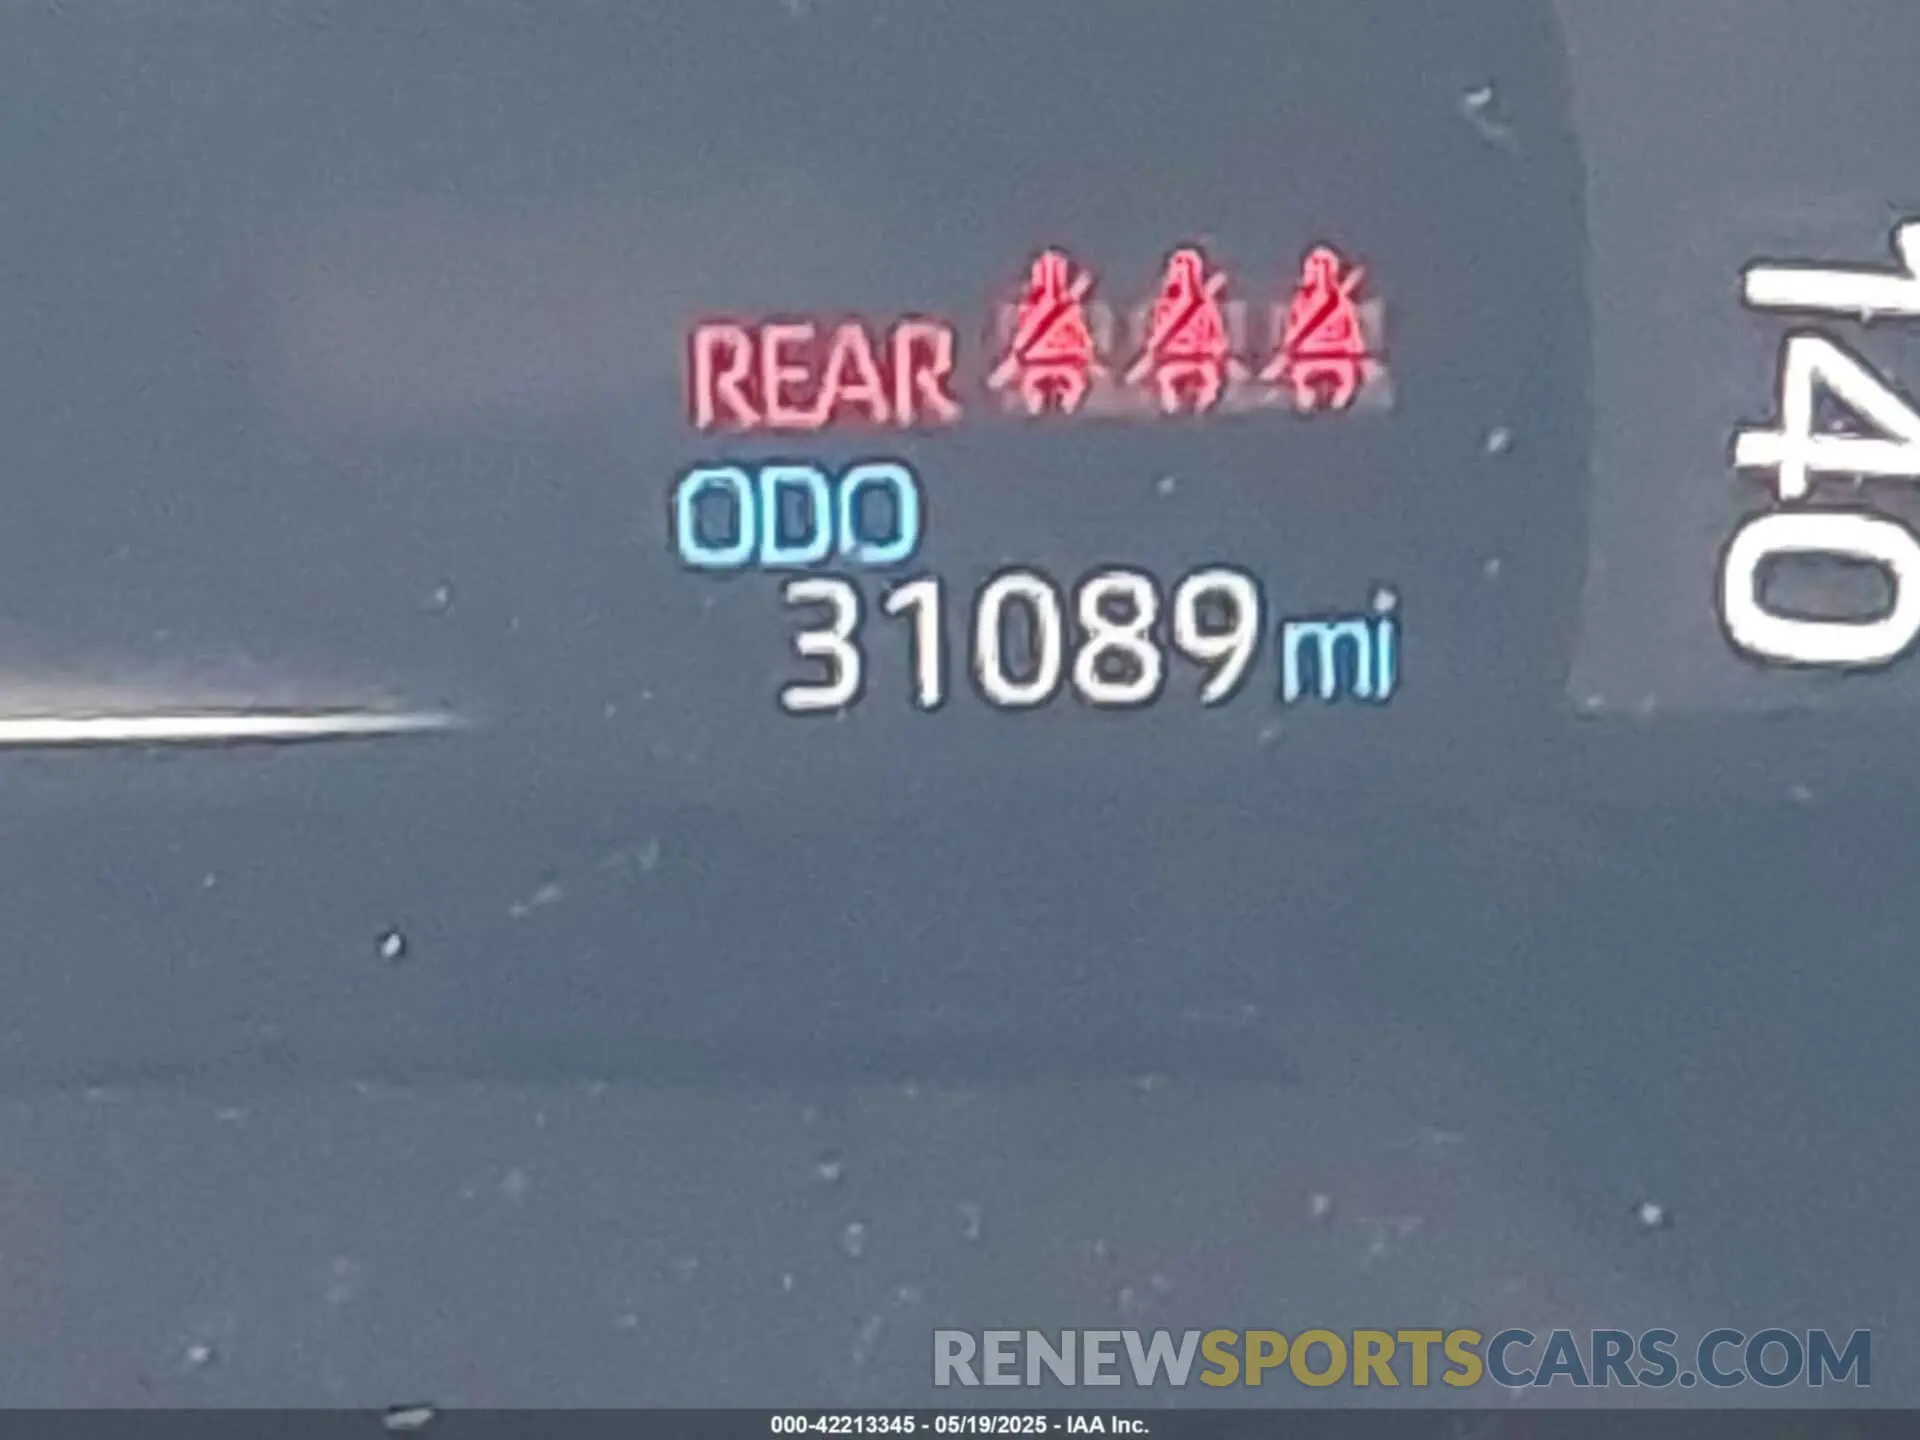 REAR
ODO
31089 mi
140
RENEWSPORTSCARS.COM
000-42213345 - 05/19/2025 - IAA Inc.